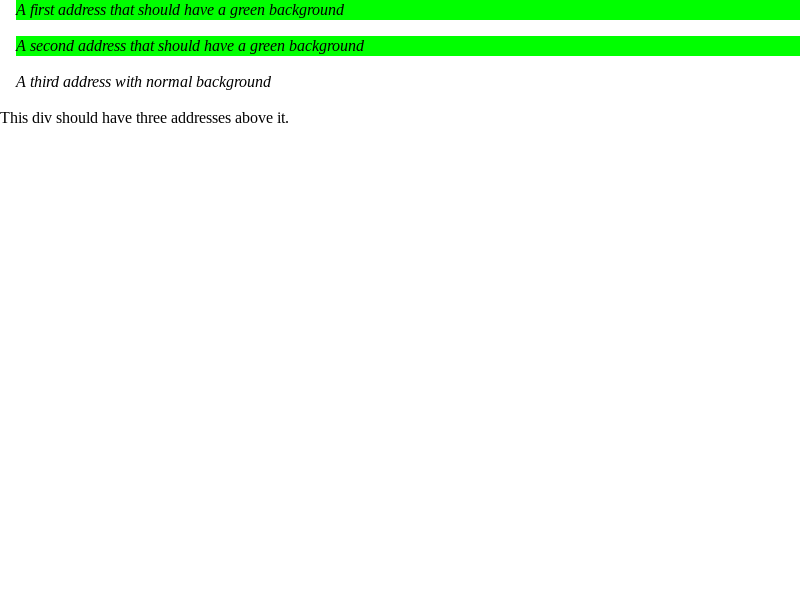 A first address that should have a green background
A second address that should have a green background
A third address with normal background
This div should have three addresses above it.